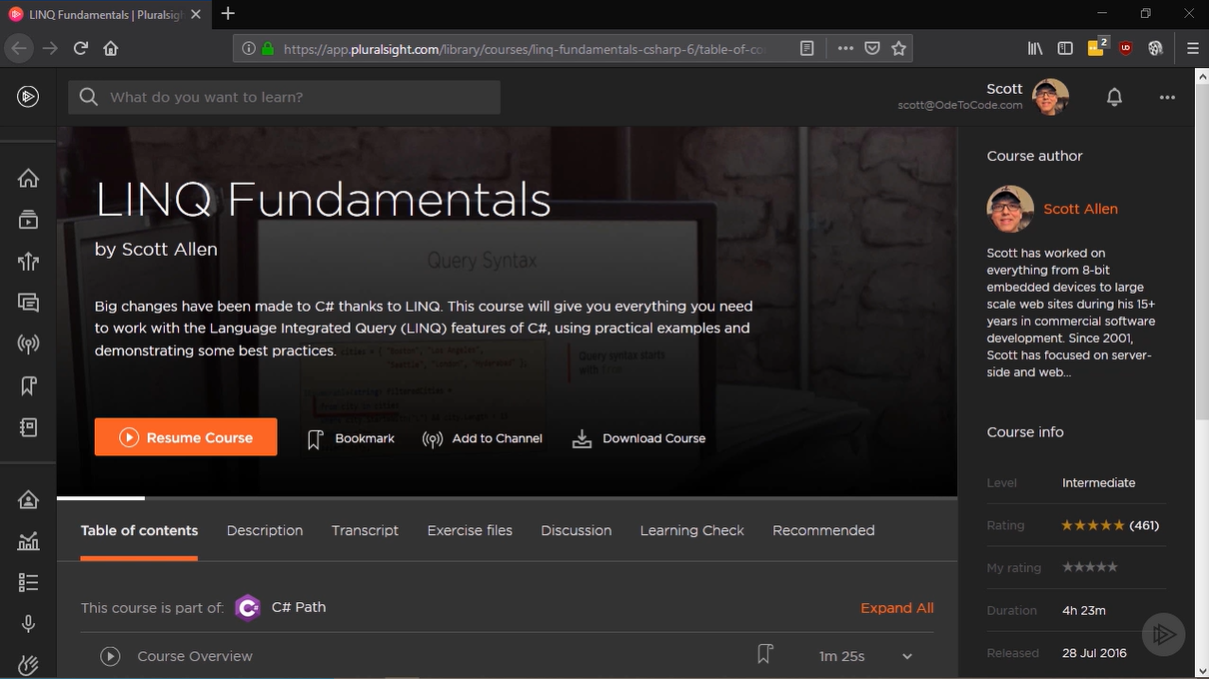 LINQ Fundamentals | Pluralsig
https://app.pluralsight.com/library/courses/linq-fundamentals-csharp-6/table-of-co
2
UD
What do you want to learn?
Scott
scott@OdeToCode.com
LINQ Fundamentals
by Scott Allen
Query Syntax
Big changes have been made to C# thanks to LINQ. This course will give you everything you need
to work with the Language Integrated Query (LINQ) features of C#, using practical examples and
demonstrating some best practices.
Query syntax starts
with
Resume Course
Bookmark
Add to Channel
Download Course
Table of contents
Description
Transcript
Exercise files
Discussion
Learning Check
Recommended
This course is part of:
C# Path
Expand All
Course Overview
1m 25s
Course author
Scott Allen
Scott has worked on
everything from 8-bit
embedded devices to large
scale web sites during his 15+
years in commercial software
development. Since 2001,
Scott has focused on server-
side and web...
Course info
Level Intermediate
Rating ★★★★★ (461)
My rating ★★★★★
Duration 4h 23m
Released 28 Jul 2016